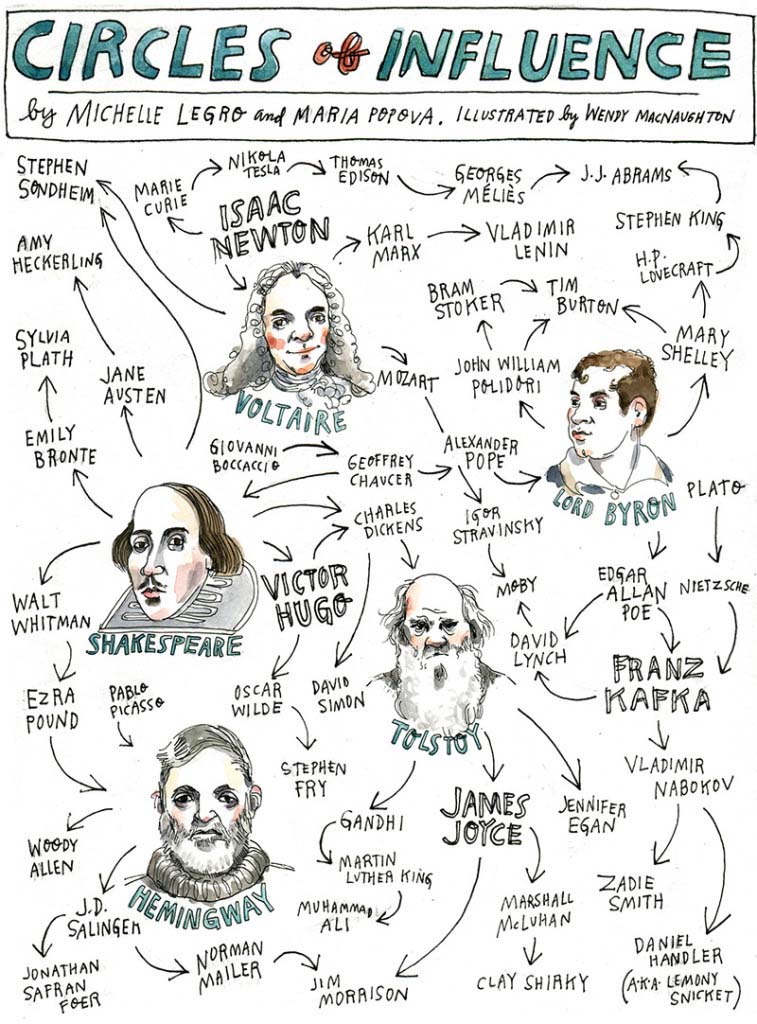 CIRCLES of INFLUENCE
by MICHELLE LEGRO and MARIA POPOVA. ILLUSTRATED by WENDY MACNAUGHTON
STEPHEN
SONDHEIM
MARIE
CURIE
NIKOLA
TESLA
THOMAS
EDISON
GEORGES
MÉLIÈS
J.J. ABRAMS
ISAAC
NEWTON
KARL
MARX
VLADIMIR
LENIN
STEPHEN KING
AMY
HECKERLING
H.P.
LOVECRAFT
BRAM
STOKER
TIM
BURTON
SYLVIA
PLATH
JANE
AUSTEN
MOZART
JOHN WILLIAM
POLIDORI
MARY
SHELLEY
VOLTAIRE
EMILY
BRONTE
GIOVANNI
BOCCACCIO
GEOFFREY
CHAUCER
ALEXANDER
POPE
LORD BYRON
PLATO
CHARLES
DICKENS
IGOR
STRAVINSKY
WALT
WHITMAN
SHAKESPEARE
VICTOR
HUGO
MOBY
EDGAR
ALLAN
POE
NIETZSCHE
DAVID
LYNCH
FRANZ
KAFKA
EZRA
POUND
PABLO
PICASSO
OSCAR
WILDE
DAVID
SIMON
TOLSTOY
STEPHEN
FRY
VLADIMIR
NABOKOV
GANDHI
JAMES
JOYCE
JENNIFER
EGAN
WOODY
ALLEN
MARTIN
LUTHER KING
HEMINGWAY
J.D.
SALINGER
MUHAMMAD
ALI
MARSHALL
MCLUHAN
ZADIE
SMITH
JONATHAN
SAFRAN
FOER
NORMAN
MAILER
JIM
MORRISON
CLAY SHIRKY
DANIEL
HANDLER
(A.K.A. LEMONY
SNICKET)